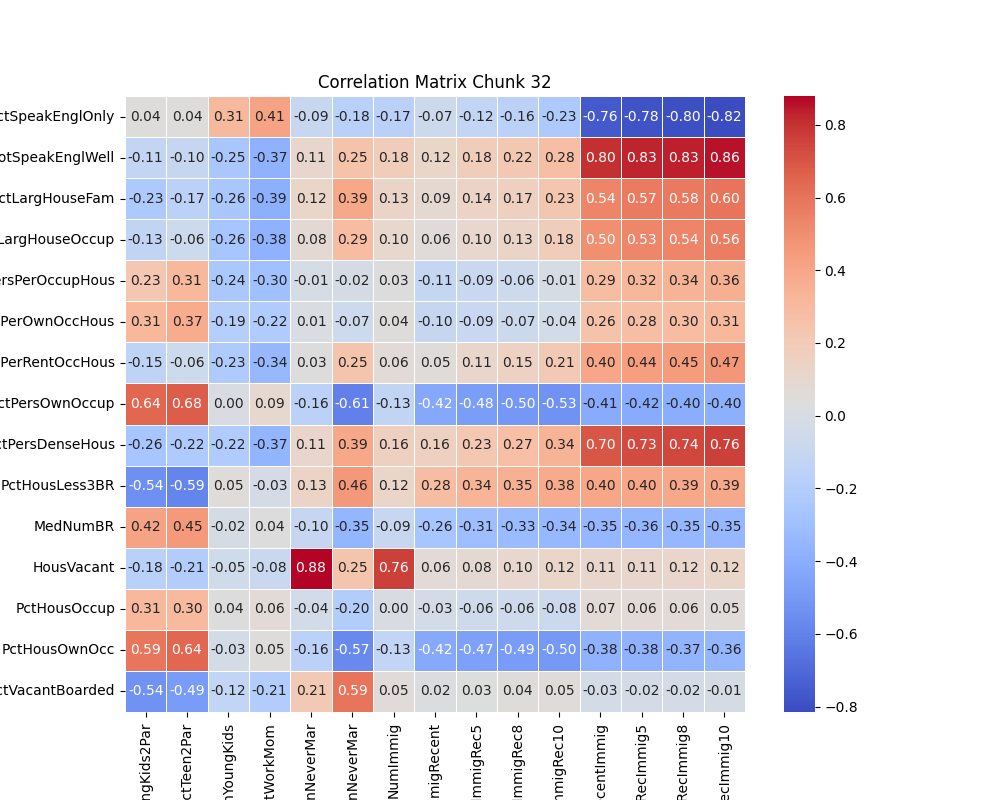 Correlation Matrix Chunk 32
ctSpeakEnglOnly 0.04 0.04 0.31 0.41 -0.09 -0.18 -0.17 -0.07 -0.12 -0.16 -0.23 -0.76 -0.78 -0.80 -0.82
otSpeakEnglWell -0.11 -0.10 -0.25 -0.37 0.11 0.25 0.18 0.12 0.18 0.22 0.28 0.80 0.83 0.83 0.86
ctLargHouseFam -0.23 -0.17 -0.26 -0.39 0.12 0.39 0.13 0.09 0.14 0.17 0.23 0.54 0.57 0.58 0.60
LargHouseOccup -0.13 -0.06 -0.26 -0.38 0.08 0.29 0.10 0.06 0.10 0.13 0.18 0.50 0.53 0.54 0.56
ersPerOccupHous 0.23 0.31 -0.24 -0.30 -0.01 -0.02 0.03 -0.11 -0.09 -0.06 -0.01 0.29 0.32 0.34 0.36
PerOwnOccHous 0.31 0.37 -0.19 -0.22 0.01 -0.07 0.04 -0.10 -0.09 -0.07 -0.04 0.26 0.28 0.30 0.31
PerRentOccHous -0.15 -0.06 -0.23 -0.34 0.03 0.25 0.06 0.05 0.11 0.15 0.21 0.40 0.44 0.45 0.47
ctPersOwnOccup 0.64 0.68 0.00 0.09 -0.16 -0.61 -0.13 -0.42 -0.48 -0.50 -0.53 -0.41 -0.42 -0.40 -0.40
ctPersDenseHous -0.26 -0.22 -0.22 -0.37 0.11 0.39 0.16 0.16 0.23 0.27 0.34 0.70 0.73 0.74 0.76
PctHousLess3BR -0.54 -0.59 0.05 -0.03 0.13 0.46 0.12 0.28 0.34 0.35 0.38 0.40 0.40 0.39 0.39
MedNumBR 0.42 0.45 -0.02 0.04 -0.10 -0.35 -0.09 -0.26 -0.31 -0.33 -0.34 -0.35 -0.36 -0.35 -0.35
HousVacant -0.18 -0.21 -0.05 -0.08 0.88 0.25 0.76 0.06 0.08 0.10 0.12 0.11 0.11 0.12 0.12
PctHousOccup 0.31 0.30 0.04 0.06 -0.04 -0.20 0.00 -0.03 -0.06 -0.06 -0.08 0.07 0.06 0.06 0.05
PctHousOwnOcc 0.59 0.64 -0.03 0.05 -0.16 -0.57 -0.13 -0.42 -0.47 -0.49 -0.50 -0.38 -0.38 -0.37 -0.36
ctVacantBoarded -0.54 -0.49 -0.12 -0.21 0.21 0.59 0.05 0.02 0.03 0.04 0.05 -0.03 -0.02 -0.02 -0.01
ngKids2Par
ctTeen2Par
nYoungKids
tWorkMom
nNeverMar
nNeverMar
NumImmig
migRecent
ImmigRec5
ImmigRec8
nmigRec10
centImmig
RecImmig5
RecImmig8
ecImmig10
0.8
0.6
0.4
0.2
0.0
−0.2
−0.4
−0.6
−0.8